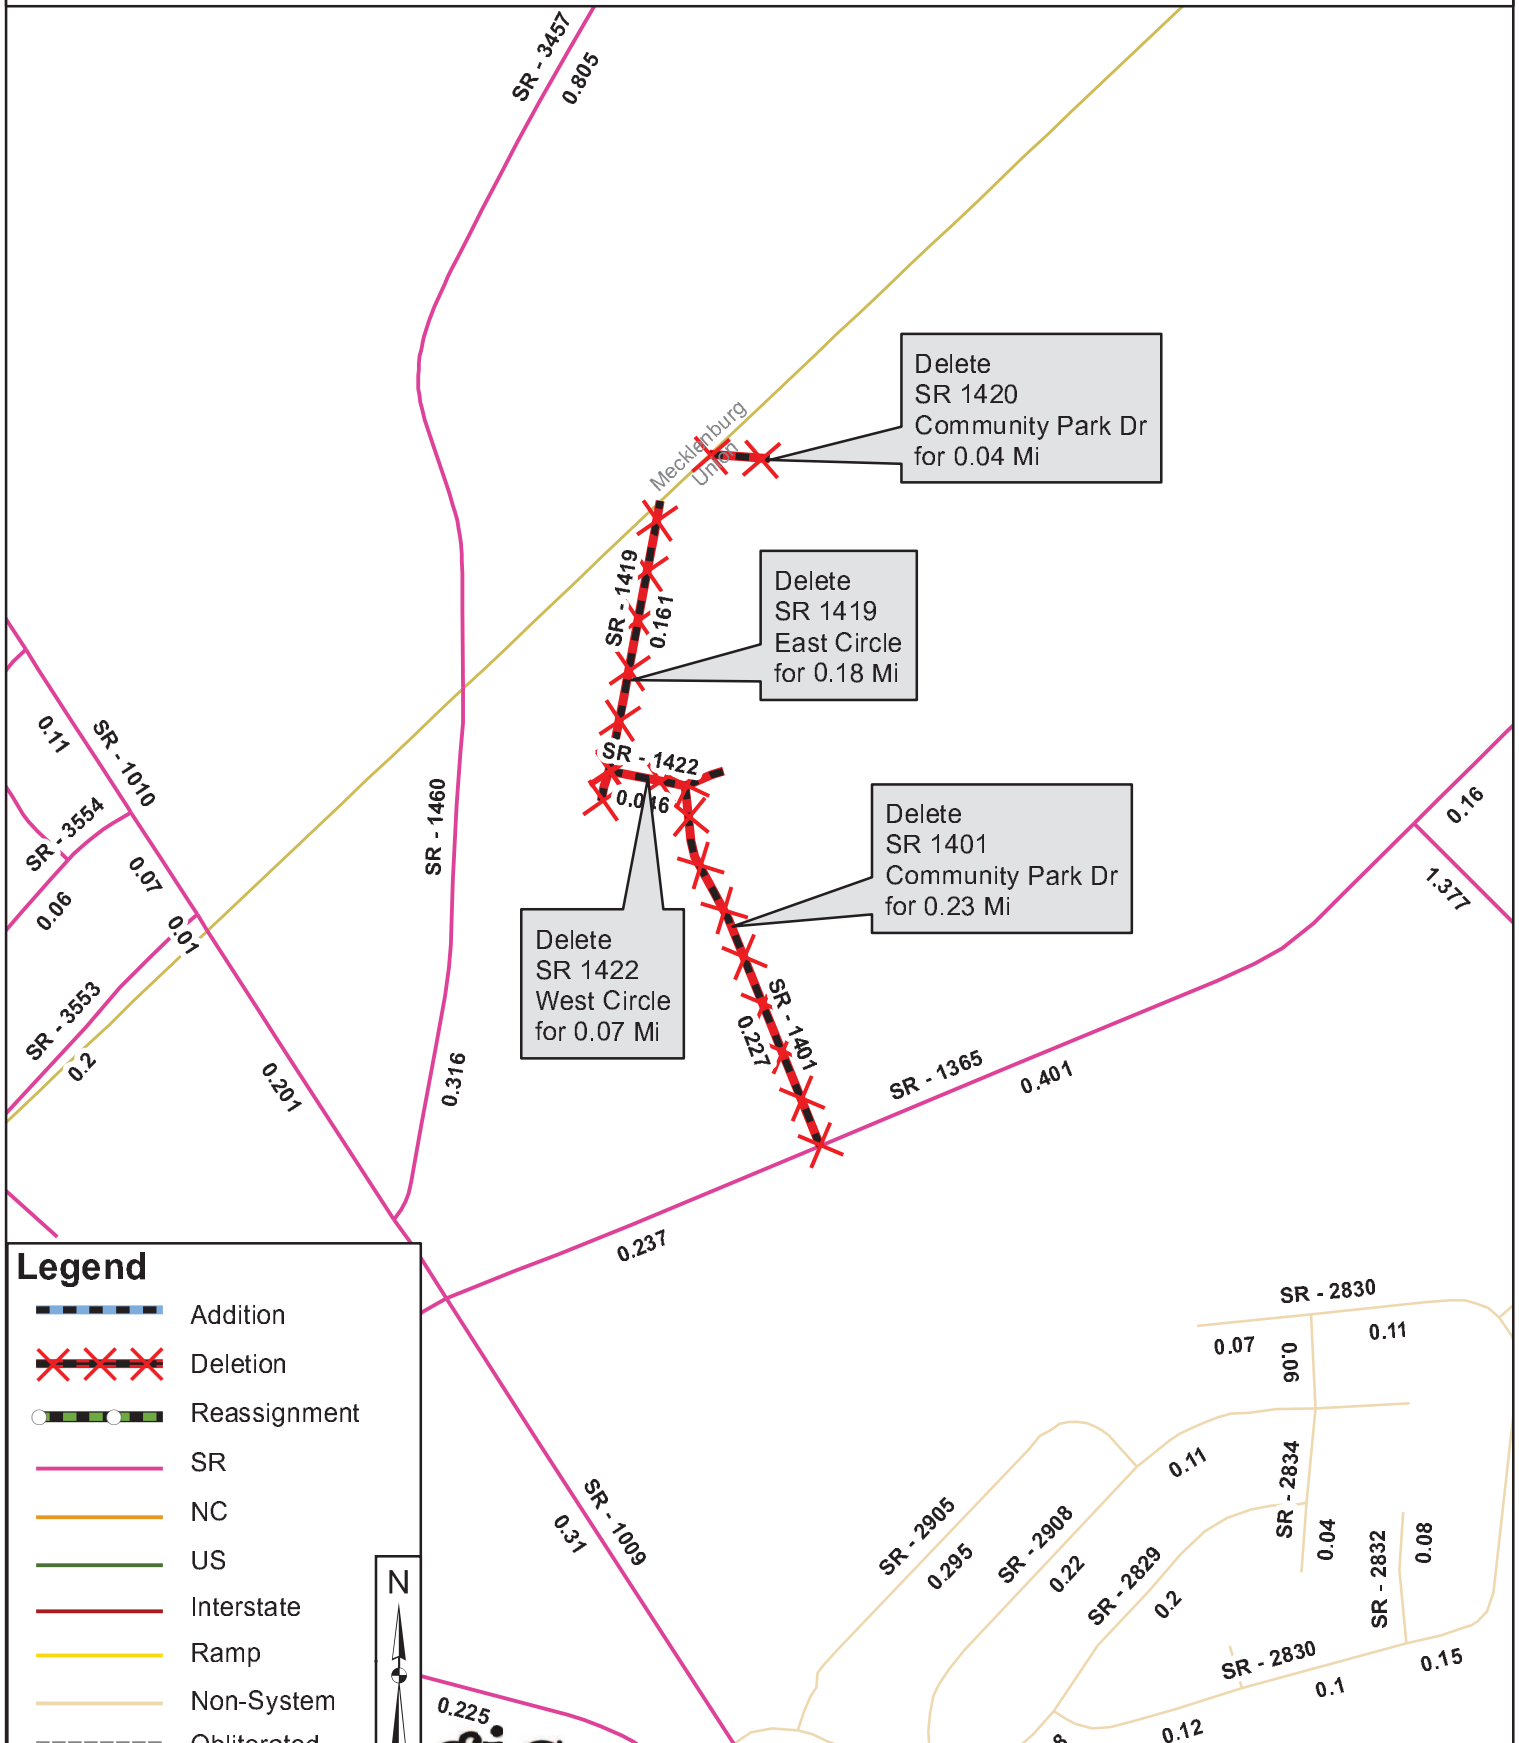 SR - 3457
0.805
Mecklenburg
Union
Delete
SR 1420
Community Park Dr
for 0.04 Mi
SR - 1419
0.161
Delete
SR 1419
East Circle
for 0.18 Mi
SR - 1422
0.046
Delete
SR 1401
Community Park Dr
for 0.23 Mi
Delete
SR 1422
West Circle
for 0.07 Mi
SR - 1401
0.227
0.11
SR - 1010
SR - 3554
0.07
0.06
0.01
SR - 3553
0.2
0.201
SR - 1460
0.316
0.16
1.377
SR - 1365
0.401
0.237
SR - 2830
0.07
0.11
0.06
SR - 2834
0.04
SR - 2832
0.08
0.11
SR - 2905
0.295
SR - 2908
0.22
SR - 2829
0.2
SR - 2830
0.1
0.15
0.12
SR - 1009
0.31
0.225
Legend
Addition
Deletion
Reassignment
SR
NC
US
Interstate
Ramp
Non-System
Obliterated
N